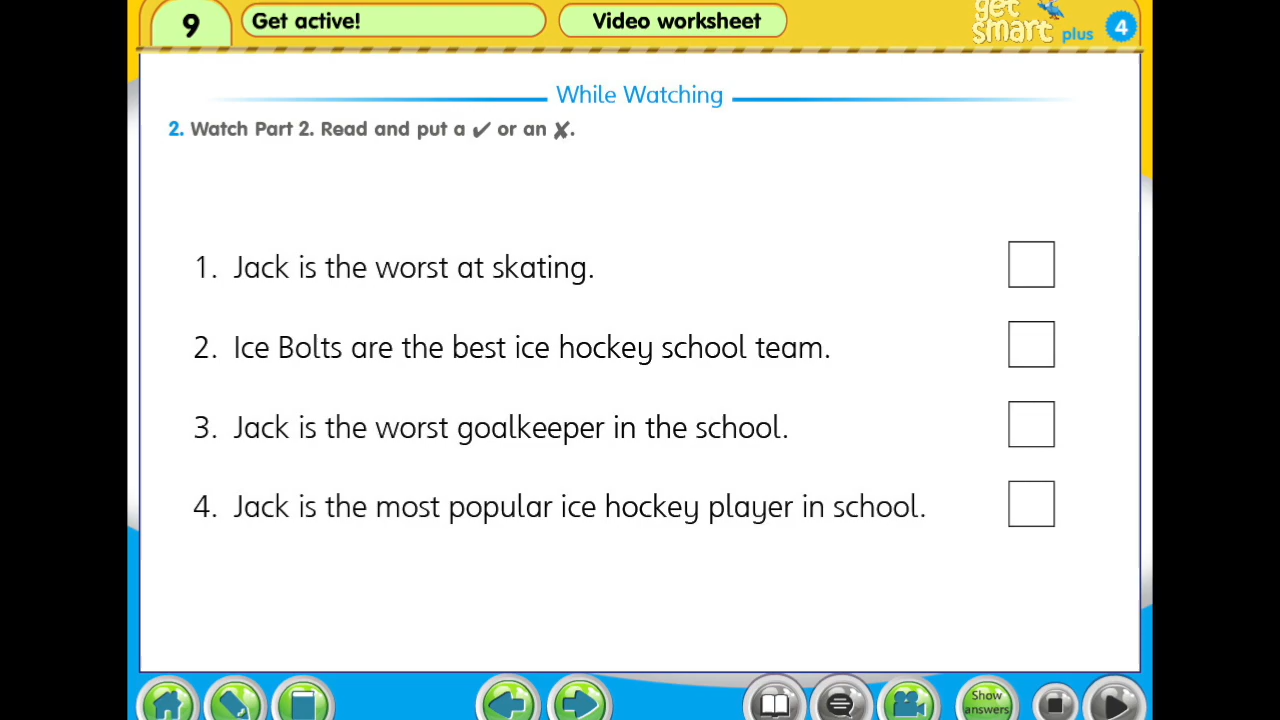 9 Get active! Video worksheet get smart plus 4
While Watching
2. Watch Part 2. Read and put a ✔ or an ✘.
1. Jack is the worst at skating.
2. Ice Bolts are the best ice hockey school team.
3. Jack is the worst goalkeeper in the school.
4. Jack is the most popular ice hockey player in school.
Show answers